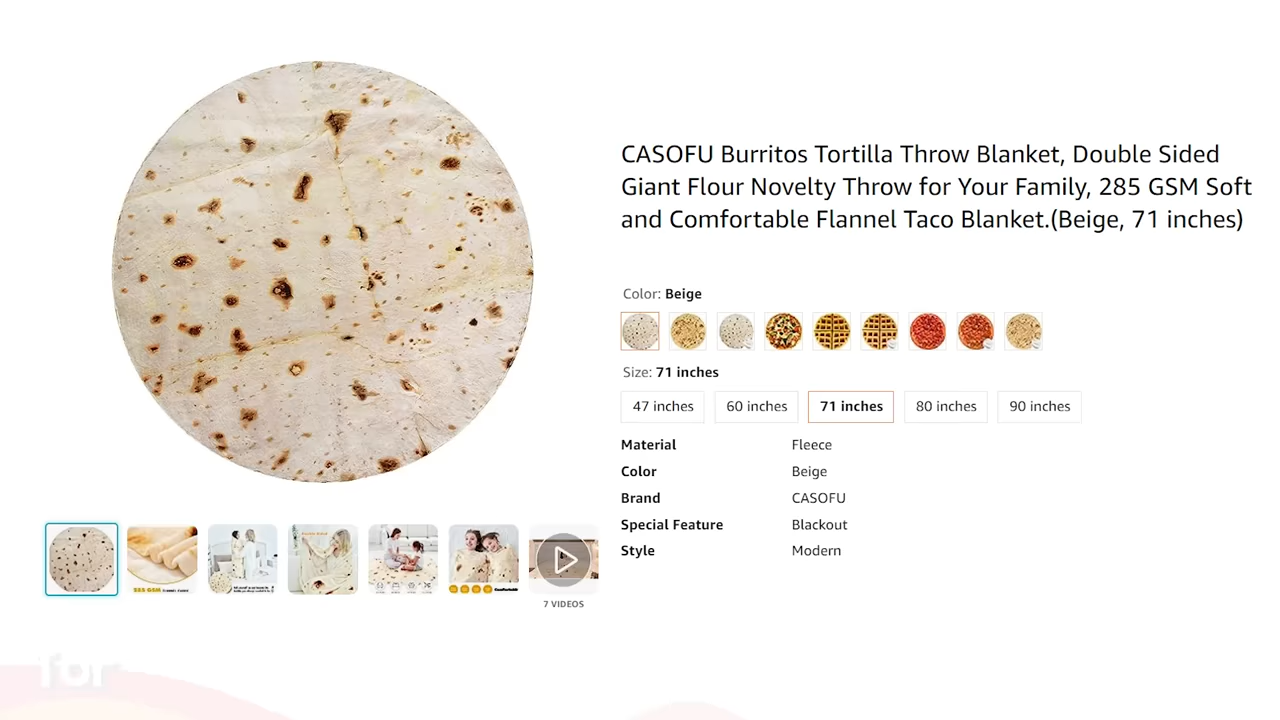 CASOFU Burritos Tortilla Throw Blanket, Double Sided
Giant Flour Novelty Throw for Your Family, 285 GSM Soft
and Comfortable Flannel Taco Blanket.(Beige, 71 inches)
Color: Beige
Size: 71 inches
47 inches
60 inches
71 inches
80 inches
90 inches
Material Fleece
Color Beige
Brand CASOFU
Special Feature Blackout
Style Modern
285 GSM
7 VIDEOS
for